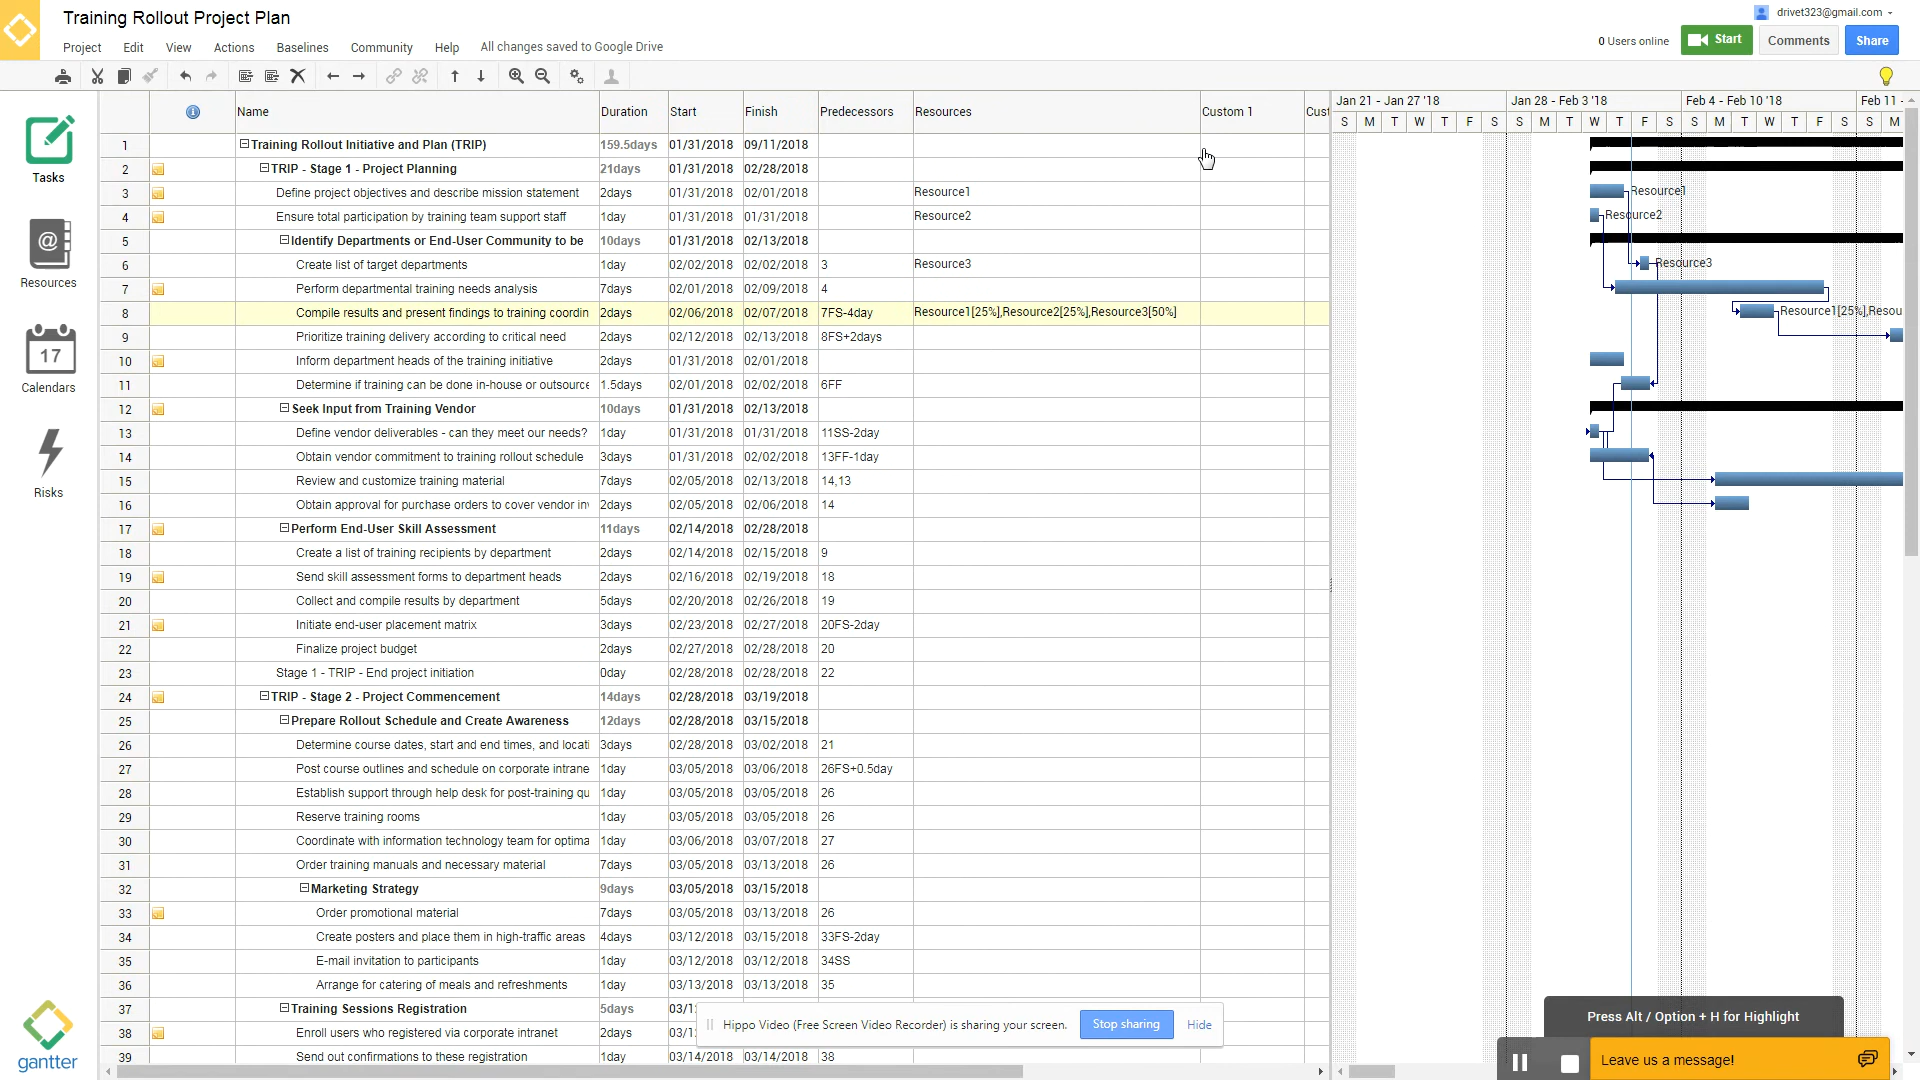 Training Rollout Project Plan
drivet323@gmail.com
Project Edit View Actions Baselines Community Help All changes saved to Google Drive
0 Users online Start Comments Share
Name Duration Start Finish Predecessors Resources Custom 1
Jan 21 - Jan 27 '18 Jan 28 - Feb 3 '18 Feb 4 - Feb 10 '18 Feb 11 -
S M T W T F S S M T W T F S S M T W T F S S M
Tasks
Resources
Calendars
17
Risks
gantter
1 Training Rollout Initiative and Plan (TRIP) 159.5days 01/31/2018 09/11/2018
2 TRIP - Stage 1 - Project Planning 21days 01/31/2018 02/28/2018
3 Define project objectives and describe mission statement 2days 01/31/2018 02/01/2018 Resource1 Resource1
4 Ensure total participation by training team support staff 1day 01/31/2018 01/31/2018 Resource2 Resource2
5 Identify Departments or End-User Community to be 10days 01/31/2018 02/13/2018
6 Create list of target departments 1day 02/02/2018 02/02/2018 3 Resource3 Resource3
7 Perform departmental training needs analysis 7days 02/01/2018 02/09/2018 4
8 Compile results and present findings to training coordin 2days 02/06/2018 02/07/2018 7FS-4day Resource1[25%],Resource2[25%],Resource3[50%] Resource1[25%],Resou
9 Prioritize training delivery according to critical need 2days 02/12/2018 02/13/2018 8FS+2days
10 Inform department heads of the training initiative 2days 01/31/2018 02/01/2018
11 Determine if training can be done in-house or outsource 1.5days 02/01/2018 02/02/2018 6FF
12 Seek Input from Training Vendor 10days 01/31/2018 02/13/2018
13 Define vendor deliverables - can they meet our needs? 1day 01/31/2018 01/31/2018 11SS-2day
14 Obtain vendor commitment to training rollout schedule 3days 01/31/2018 02/02/2018 13FF-1day
15 Review and customize training material 7days 02/05/2018 02/13/2018 14,13
16 Obtain approval for purchase orders to cover vendor inv 2days 02/05/2018 02/06/2018 14
17 Perform End-User Skill Assessment 11days 02/14/2018 02/28/2018
18 Create a list of training recipients by department 2days 02/14/2018 02/15/2018 9
19 Send skill assessment forms to department heads 2days 02/16/2018 02/19/2018 18
20 Collect and compile results by department 5days 02/20/2018 02/26/2018 19
21 Initiate end-user placement matrix 3days 02/23/2018 02/27/2018 20FS-2day
22 Finalize project budget 2days 02/27/2018 02/28/2018 20
23 Stage 1 - TRIP - End project initiation 0day 02/28/2018 02/28/2018 22
24 TRIP - Stage 2 - Project Commencement 14days 02/28/2018 03/19/2018
25 Prepare Rollout Schedule and Create Awareness 12days 02/28/2018 03/15/2018
26 Determine course dates, start and end times, and locati 3days 02/28/2018 03/02/2018 21
27 Post course outlines and schedule on corporate intrane 1day 03/05/2018 03/06/2018 26FS+0.5day
28 Establish support through help desk for post-training qu 1day 03/05/2018 03/05/2018 26
29 Reserve training rooms 1day 03/05/2018 03/05/2018 26
30 Coordinate with information technology team for optima 1day 03/06/2018 03/07/2018 27
31 Order training manuals and necessary material 7days 03/05/2018 03/13/2018 26
32 Marketing Strategy 9days 03/05/2018 03/15/2018
33 Order promotional material 7days 03/05/2018 03/13/2018 26
34 Create posters and place them in high-traffic areas 4days 03/12/2018 03/15/2018 33FS-2day
35 E-mail invitation to participants 1day 03/12/2018 03/12/2018 34SS
36 Arrange for catering of meals and refreshments 1day 03/13/2018 03/13/2018 35
37 Training Sessions Registration 5days
38 Enroll users who registered via corporate intranet 2days
39 Send out confirmations to these registration 1day 03/14/2018 03/14/2018 38
Hippo Video (Free Screen Video Recorder) is sharing your screen. Stop sharing Hide
Press Alt / Option + H for Highlight
Leave us a message!